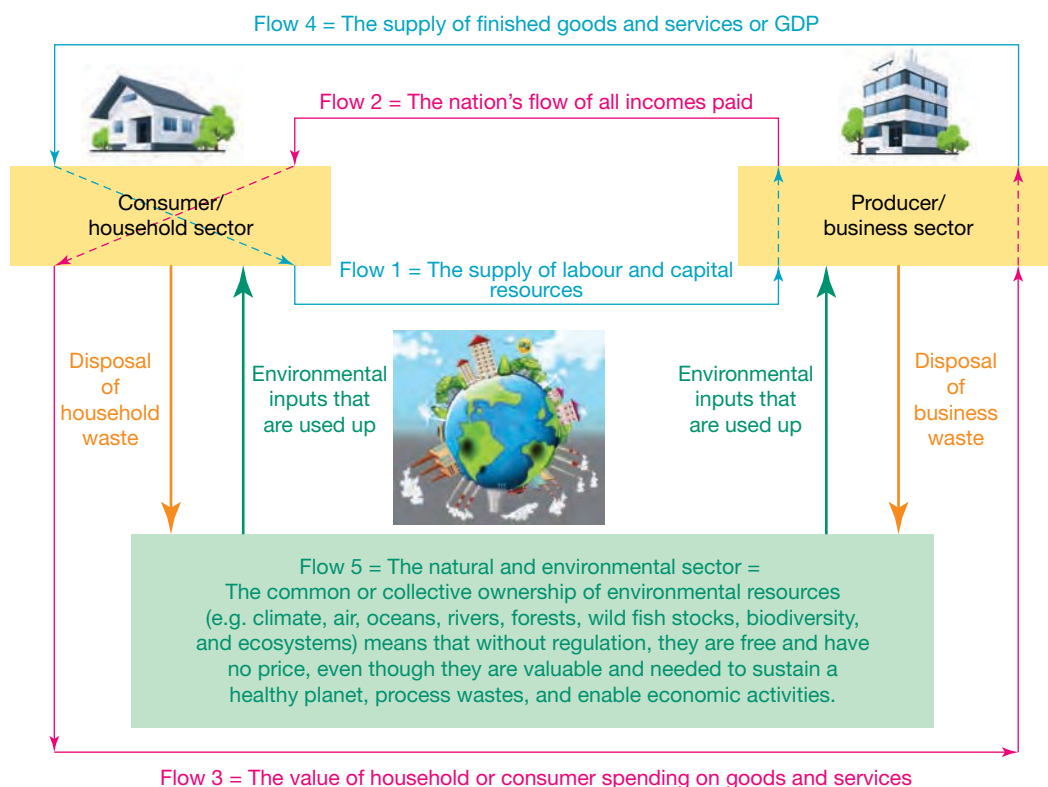 Flow 4 = The supply of finished goods and services or GDP
Flow 2 = The nation’s flow of all incomes paid
Consumer/
household sector
Producer/
business sector
Flow 1 = The supply of labour and capital
resources
Disposal
of
household
waste
Environmental
inputs that
are used up
Environmental
inputs that
are used up
Disposal
of
business
waste
Flow 5 = The natural and environmental sector =
The common or collective ownership of environmental resources
(e.g. climate, air, oceans, rivers, forests, wild fish stocks, biodiversity,
and ecosystems) means that without regulation, they are free and have
no price, even though they are valuable and needed to sustain a
healthy planet, process wastes, and enable economic activities.
Flow 3 = The value of household or consumer spending on goods and services